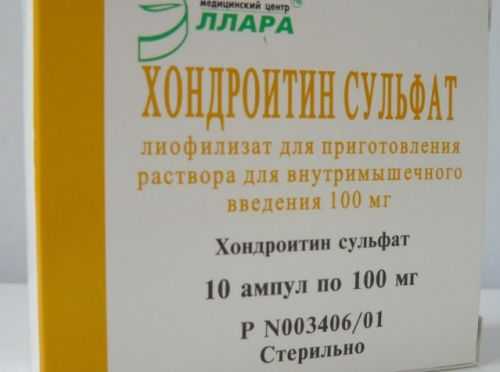 медицинский центр
ЭЛЛАРА
ХОНДРОИТИН СУЛЬФАТ
лиофилизат для приготовления
раствора для внутримышечного
введения 100 мг
Хондроитин сульфат
10 ампул по 100 мг
Р N003406/01
Стерильно